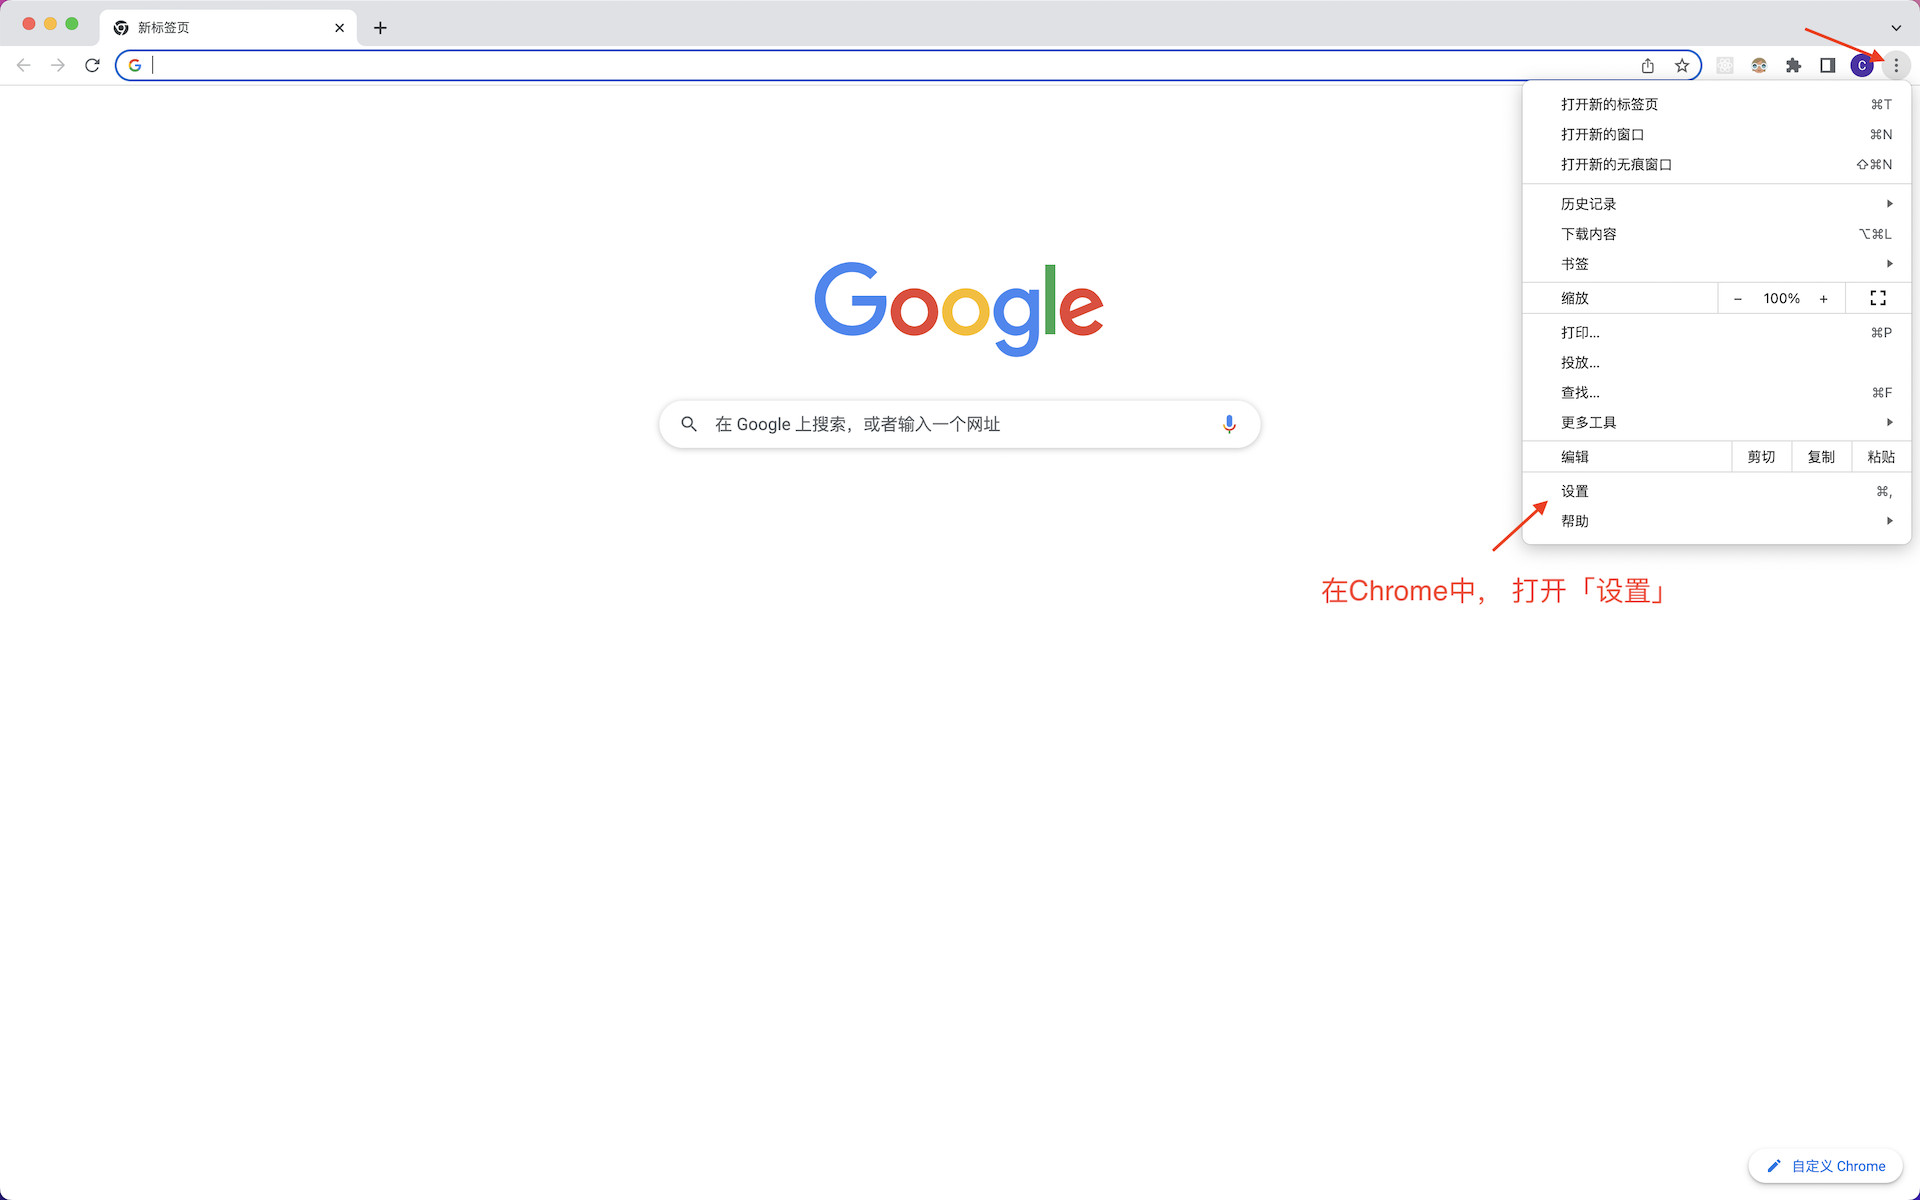 新标签页
打开新的标签页 ⌘T
打开新的窗口 ⌘N
打开新的无痕窗口 ⇧⌘N
历史记录
下载内容 ⌥⌘L
书签
缩放 − 100% +
打印... ⌘P
投放...
查找... ⌘F
更多工具
编辑 剪切 复制 粘贴
设置 ⌘,
帮助
Google
在 Google 上搜索，或者输入一个网址
在Chrome中， 打开「设置」
C
自定义 Chrome